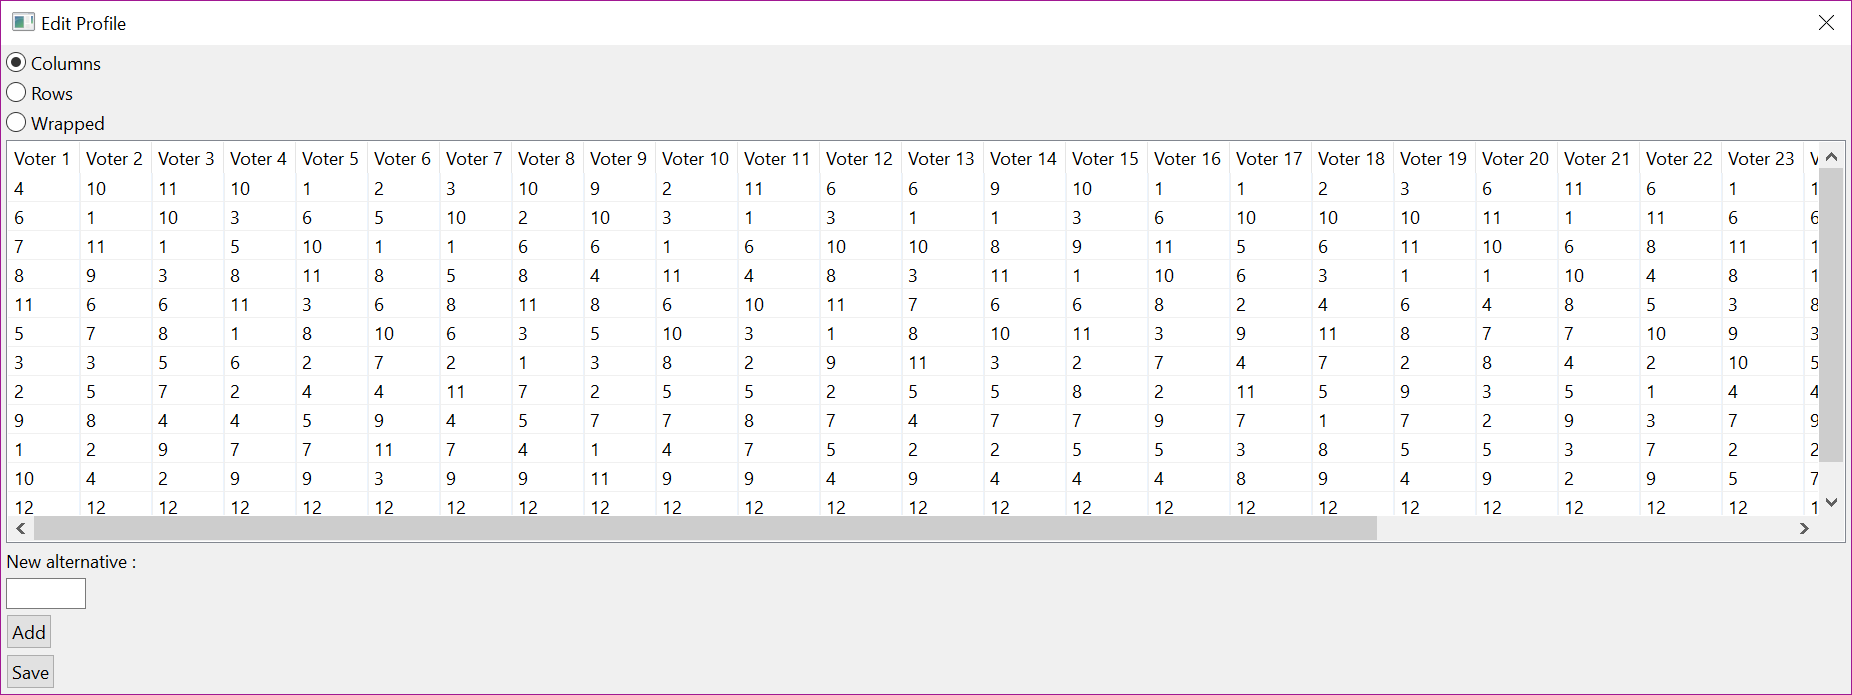 Edit Profile
Columns
Rows
Wrapped
Voter 1 Voter 2 Voter 3 Voter 4 Voter 5 Voter 6 Voter 7 Voter 8 Voter 9 Voter 10 Voter 11 Voter 12 Voter 13 Voter 14 Voter 15 Voter 16 Voter 17 Voter 18 Voter 19 Voter 20 Voter 21 Voter 22 Voter 23
4 10 11 10 1 2 3 10 9 2 11 6 6 9 10 1 1 2 3 6 11 6 1
6 1 10 3 6 5 10 2 10 3 1 3 1 1 3 6 10 10 10 11 1 11 6
7 11 1 5 10 1 1 6 6 1 6 10 10 8 9 11 5 6 11 10 6 8 11
8 9 3 8 11 8 5 8 4 11 4 8 3 11 1 10 6 3 1 1 10 4 8
11 6 6 11 3 6 8 11 8 6 10 11 7 6 6 8 2 4 6 4 8 5 3
5 7 8 1 8 10 6 3 5 10 3 1 8 10 11 3 9 11 8 7 7 10 9
3 3 5 6 2 7 2 1 3 8 2 9 11 3 2 7 4 7 2 8 4 2 10
2 5 7 2 4 4 11 7 2 5 5 2 5 5 8 2 11 5 9 3 5 1 4
9 8 4 4 5 9 4 5 7 7 8 7 4 7 7 9 7 1 7 2 9 3 7
1 2 9 7 7 11 7 4 1 4 7 5 2 2 5 5 3 8 5 5 3 7 2
10 4 2 9 9 3 9 9 11 9 9 4 9 4 4 4 8 9 4 9 2 9 5
12 12 12 12 12 12 12 12 12 12 12 12 12 12 12 12 12 12 12 12 12 12 12
New alternative :
Add
Save